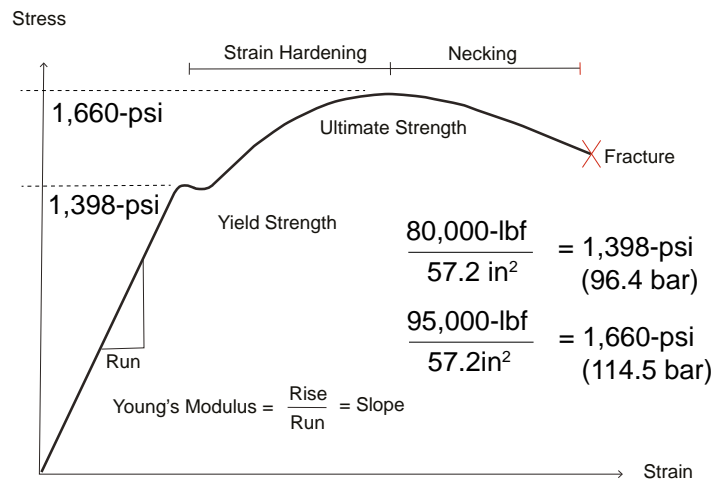 Stress
Strain Hardening
Necking
1,660-psi
Ultimate Strength
Fracture
1,398-psi
Yield Strength
80,000-lbf
57.2 in²
= 1,398-psi
(96.4 bar)
95,000-lbf
57.2in²
= 1,660-psi
(114.5 bar)
Run
Young's Modulus = Rise
Run = Slope
Strain